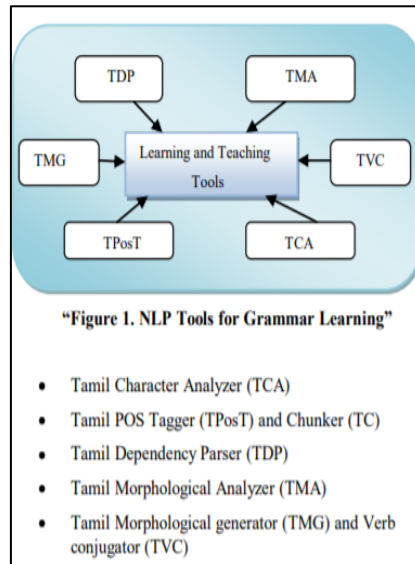 TDP
TMA
TMG
Learning and Teaching
Tools
TVC
TPosT
TCA
“Figure 1. NLP Tools for Grammar Learning”
• Tamil Character Analyzer (TCA)
• Tamil POS Tagger (TPosT) and Chunker (TC)
• Tamil Dependency Parser (TDP)
• Tamil Morphological Analyzer (TMA)
• Tamil Morphological generator (TMG) and Verb
conjugator (TVC)